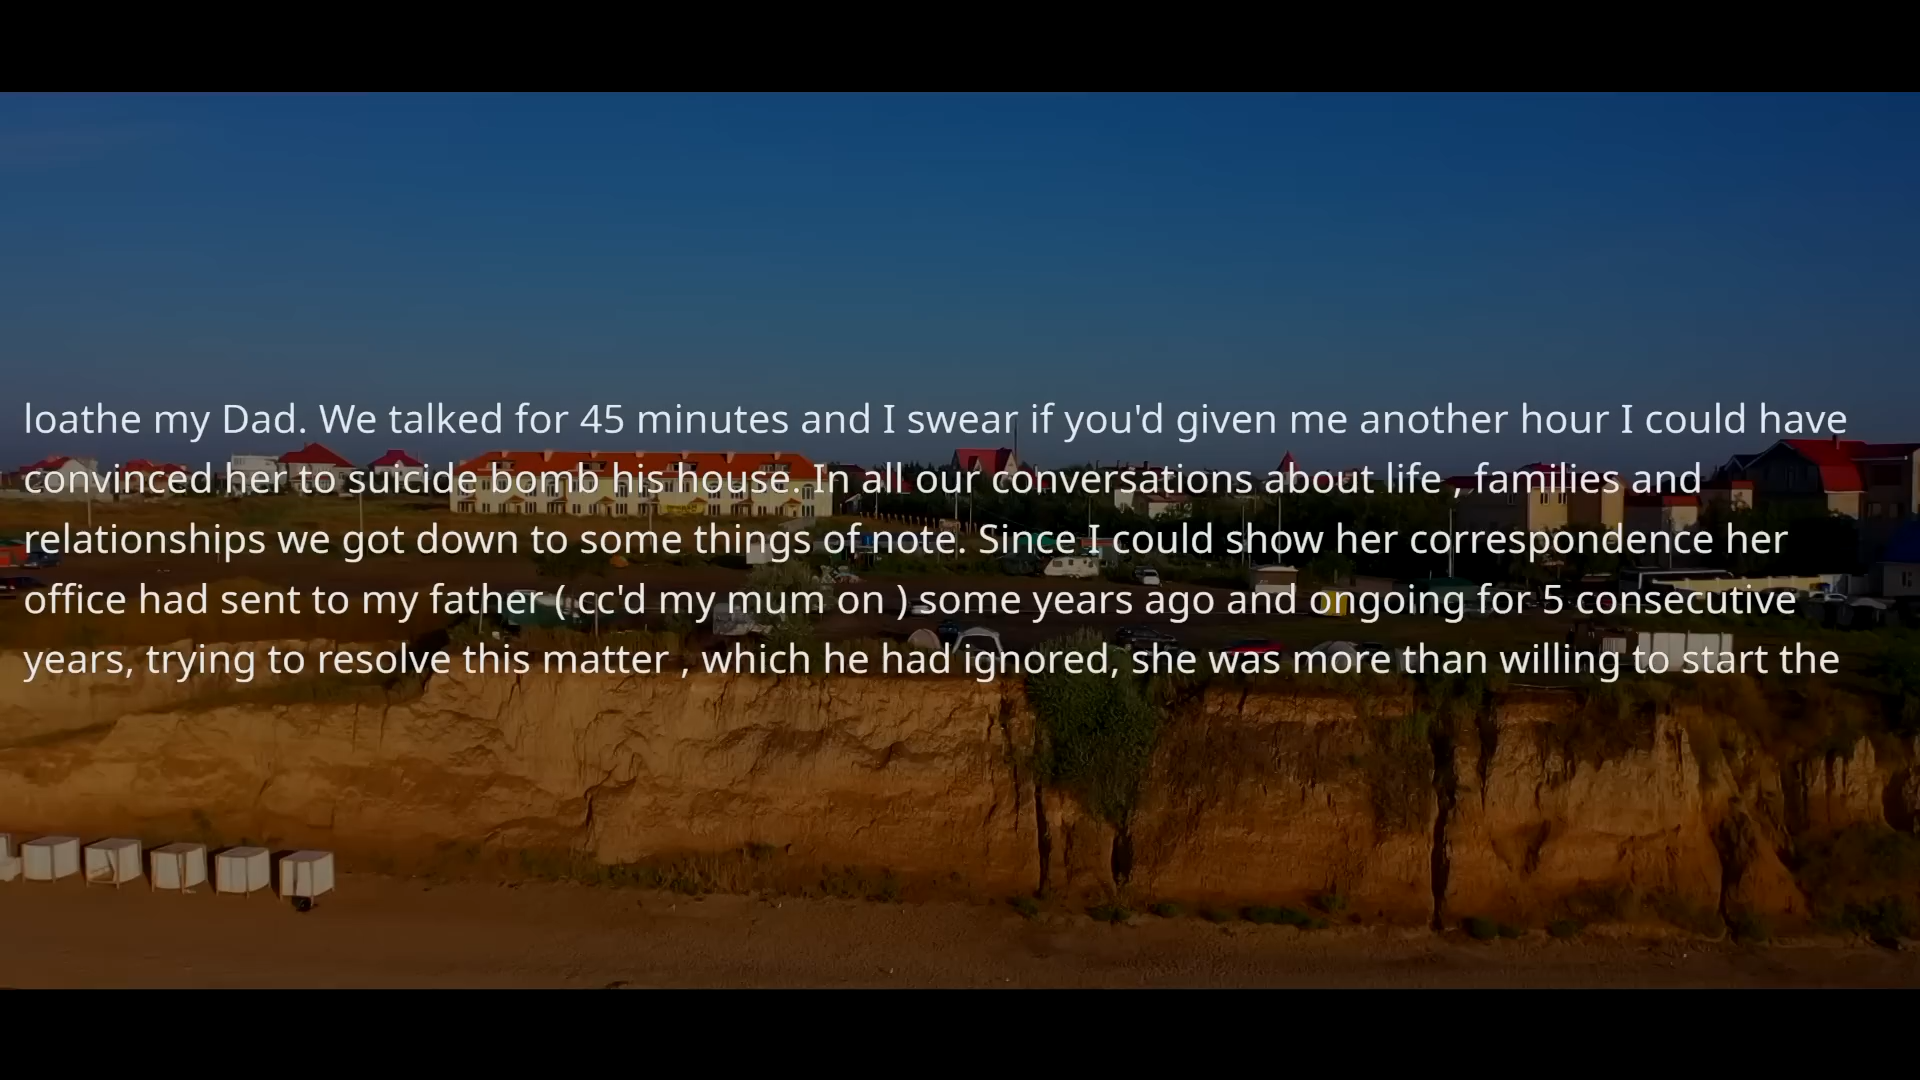 loathe my Dad. We talked for 45 minutes and I swear if you'd given me another hour I could have
convinced her to suicide bomb his house. In all our conversations about life , families and
relationships we got down to some things of note. Since I could show her correspondence her
office had sent to my father ( cc'd my mum on ) some years ago and ongoing for 5 consecutive
years, trying to resolve this matter , which he had ignored, she was more than willing to start the